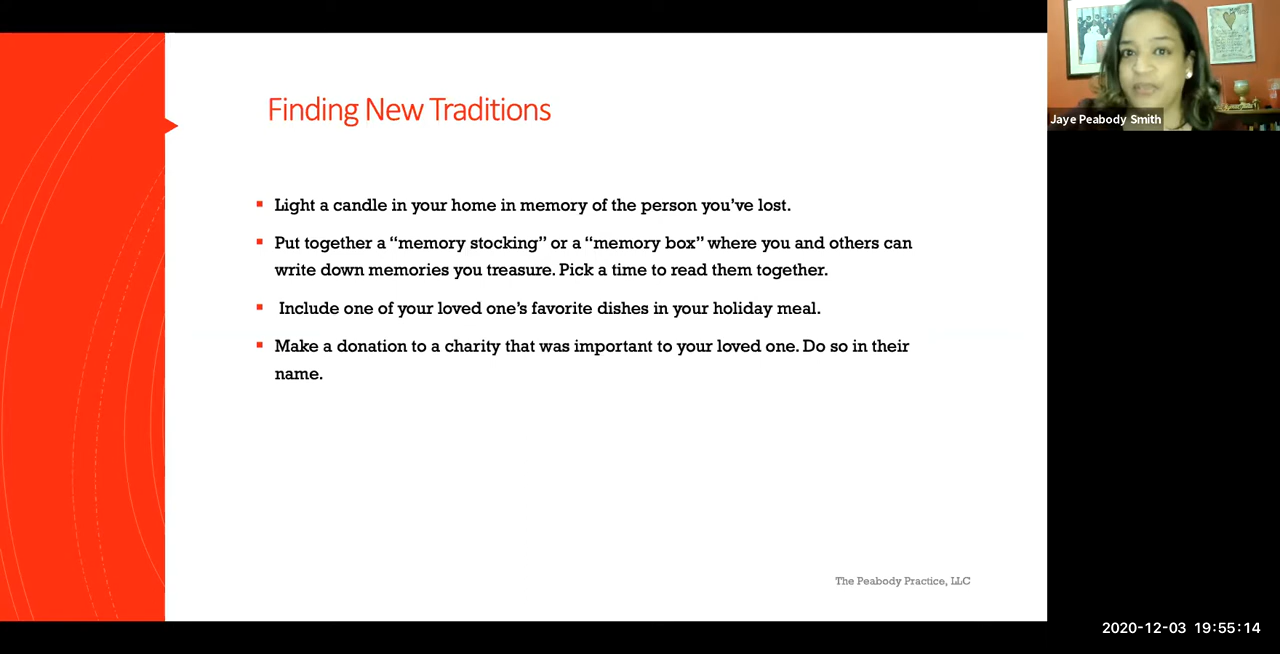 Finding New Traditions
Light a candle in your home in memory of the person you’ve lost.
Put together a “memory stocking” or a “memory box” where you and others can
write down memories you treasure. Pick a time to read them together.
Include one of your loved one’s favorite dishes in your holiday meal.
Make a donation to a charity that was important to your loved one. Do so in their
name.
The Peabody Practice, LLC
Jaye Peabody Smith
2020-12-03 19:55:14